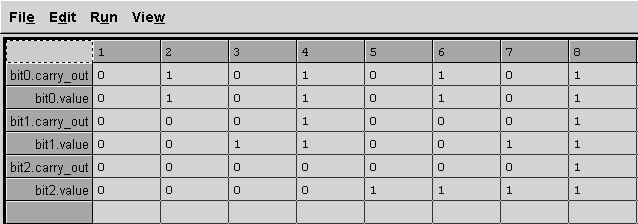 File Edit Run View
1 2 3 4 5 6 7 8
bit0.carry_out 0 1 0 1 0 1 0 1
bit0.value 0 1 0 1 0 1 0 1
bit1.carry_out 0 0 0 1 0 0 0 1
bit1.value 0 0 1 1 0 0 1 1
bit2.carry_out 0 0 0 0 0 0 0 1
bit2.value 0 0 0 0 1 1 1 1